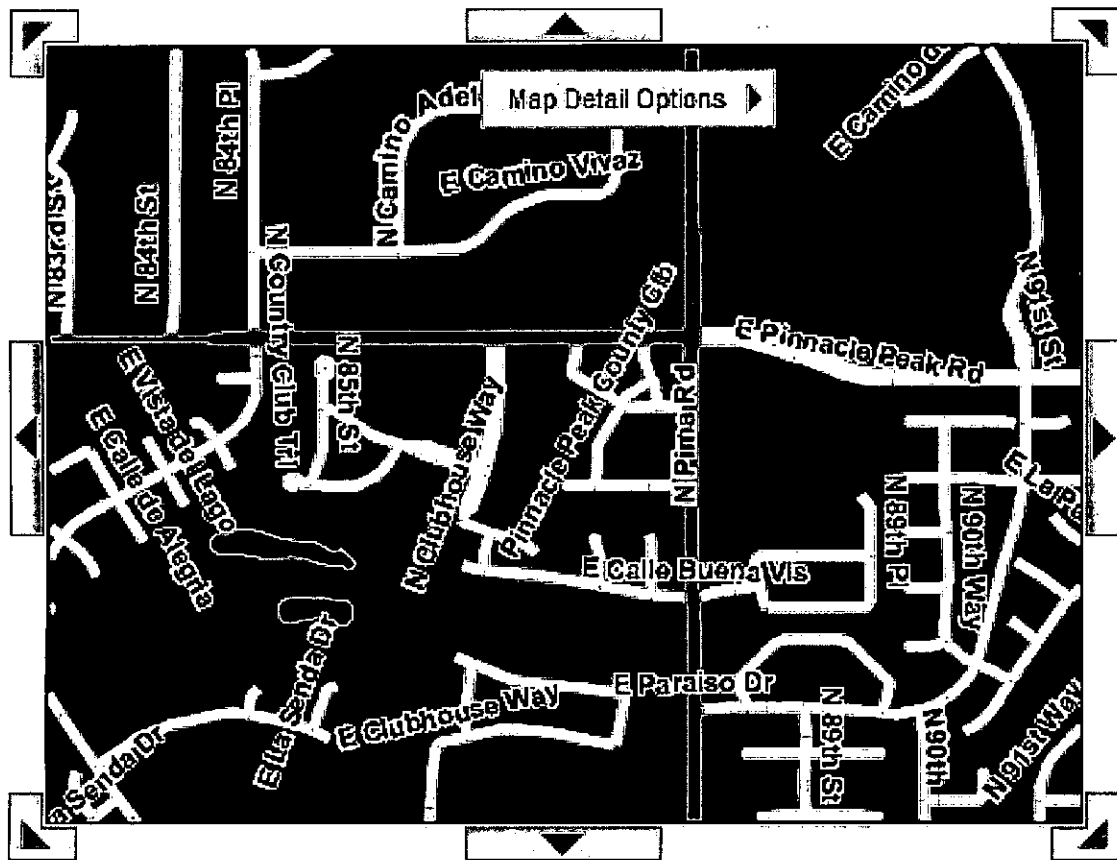 Map Detail Options
N 83rd St
N 84th St
N 84th Pl
N Camino Adel
E Camino Vivaz
E Camino d
N 91st St
N Country Club Trl
N 85th St
E Vista del Lago
E Calle de Alegria
N Clubhouse Way
Pinnacle Peak County Clb
N Pima Rd
E Pinnacle Peak Rd
E La Pa
N 89th Pl
N 90th Way
E Calle Buena Vis
E La Senda Dr
a Senda Dr
E Clubhouse Way
E Paraiso Dr
N 89th St
N 90th
N 91st Way